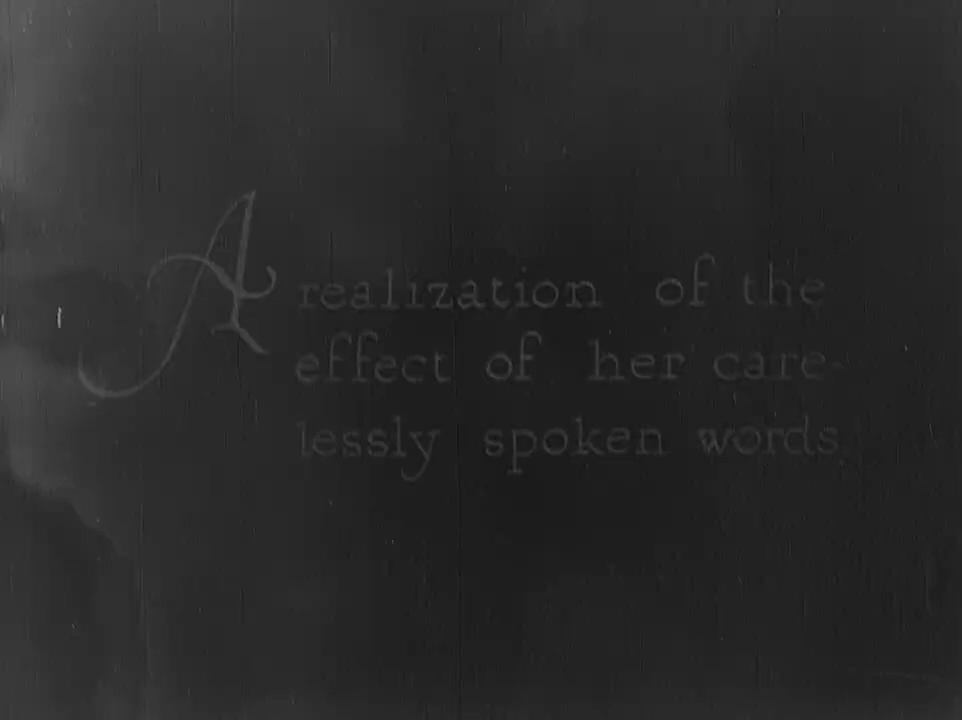 A realization of the
effect of her care-
lessly spoken words.